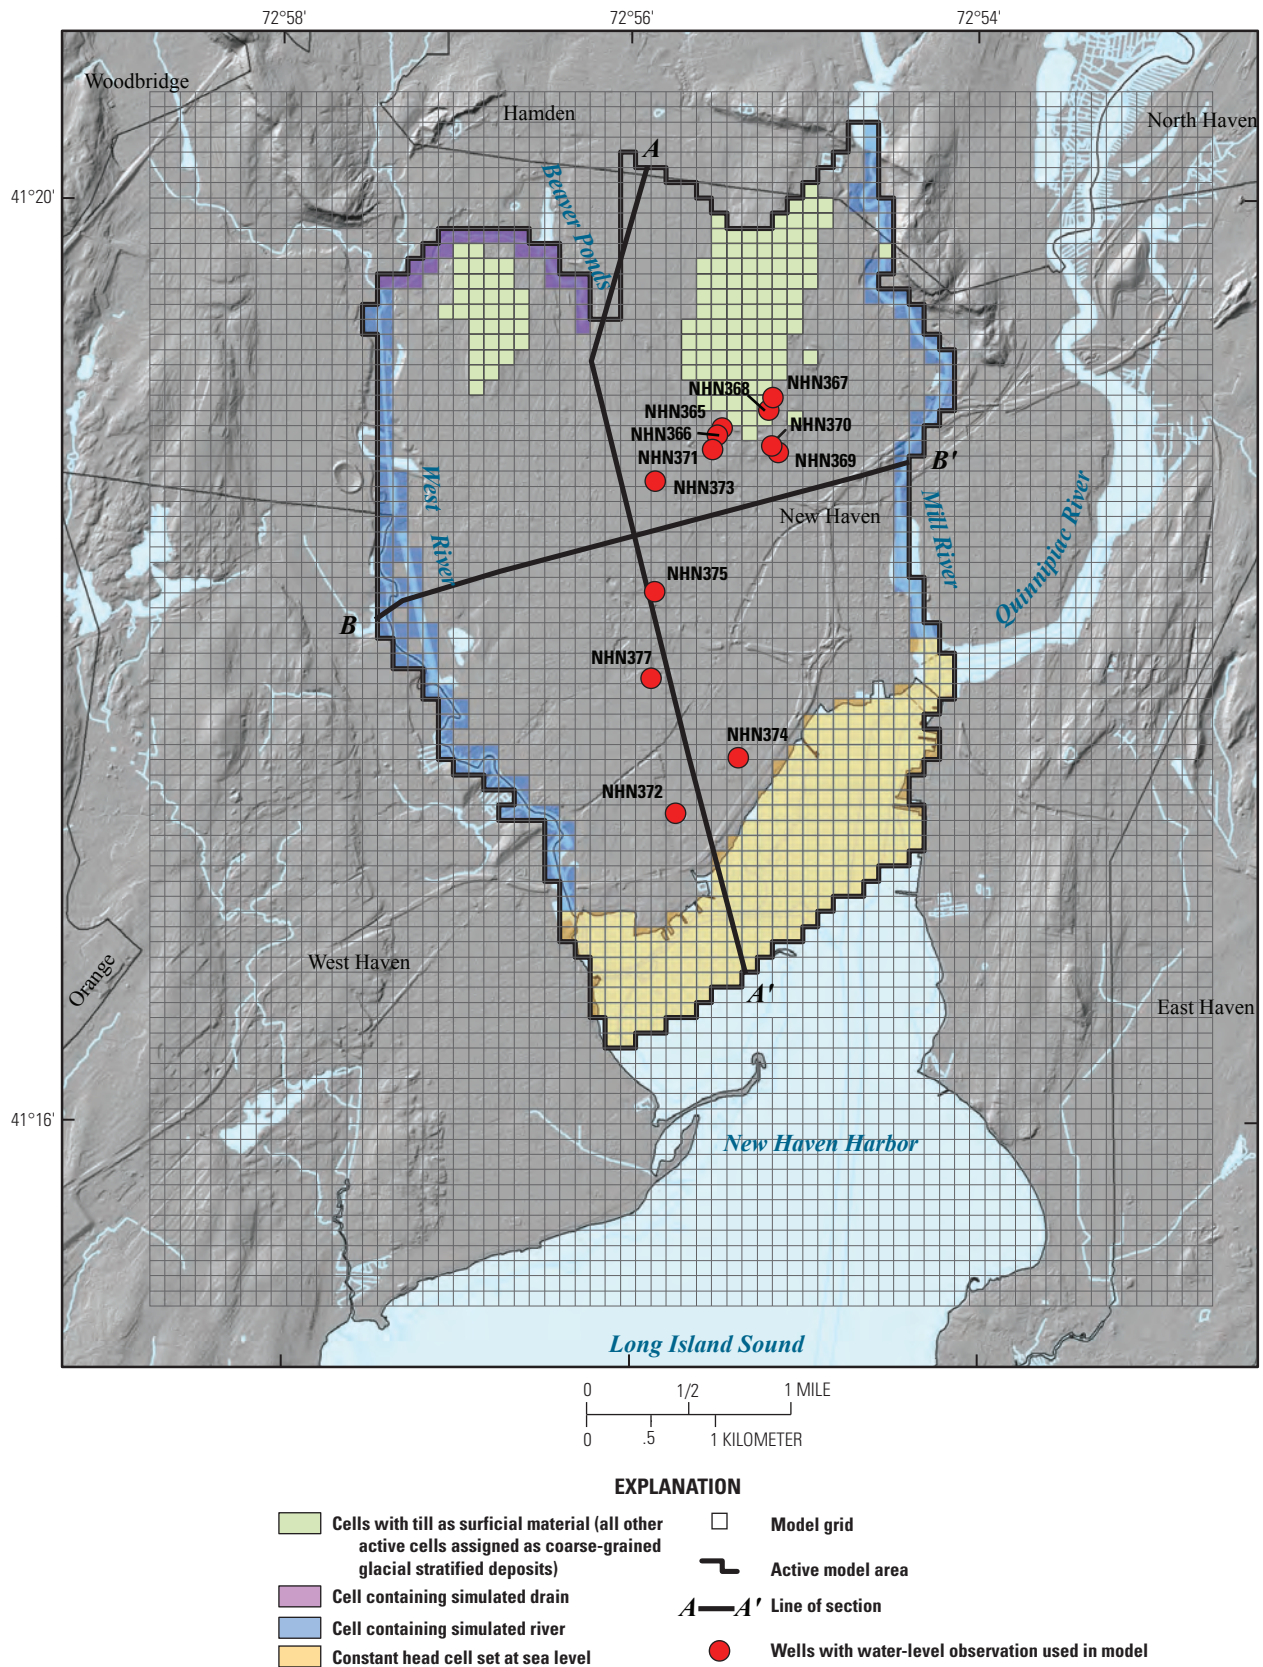 72°58'
72°56'
72°54'
Woodbridge
Hamden
North Haven
A
41°20'
Beaver Ponds
NHN367
NHN368
NHN365
NHN370
NHN366
NHN371
NHN369
B'
NHN373
West River
New Haven
Mill River
Quinnipiac River
NHN375
B
NHN377
NHN374
NHN372
West Haven
Orange
A'
East Haven
41°16'
New Haven Harbor
Long Island Sound
0 1/2 1 MILE
0 .5 1 KILOMETER
EXPLANATION
Cells with till as surficial material (all other
active cells assigned as coarse-grained
glacial stratified deposits)
Cell containing simulated drain
Cell containing simulated river
Constant head cell set at sea level
Model grid
Active model area
A A' Line of section
Wells with water-level observation used in model